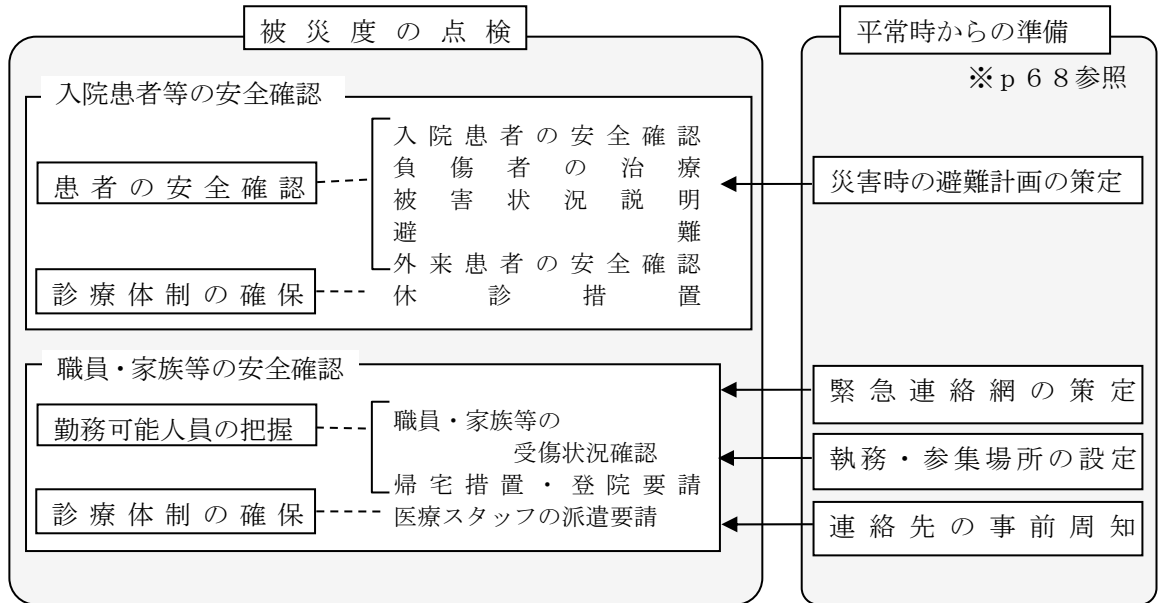 被災度の点検
入院患者等の安全確認
患者の安全確認
入院患者の安全確認
負傷者の治療
被害状況説明
避難
外来患者の安全確認
診療体制の確保
休診措置
職員・家族等の安全確認
勤務可能人員の把握
職員・家族等の
受傷状況確認
帰宅措置・登院要請
診療体制の確保
医療スタッフの派遣要請
平常時からの準備
※p68参照
災害時の避難計画の策定
緊急連絡網の策定
執務・参集場所の設定
連絡先の事前周知